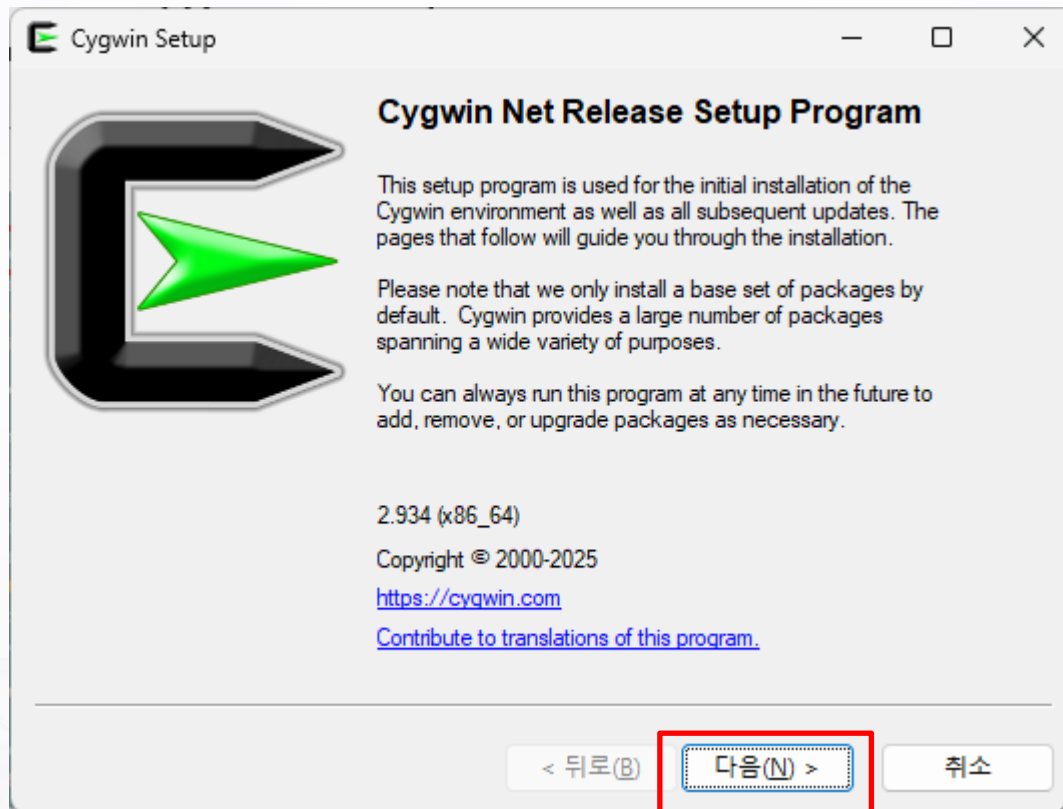 Cygwin Setup
Cygwin Net Release Setup Program
This setup program is used for the initial installation of the
Cygwin environment as well as all subsequent updates. The
pages that follow will guide you through the installation.
Please note that we only install a base set of packages by
default. Cygwin provides a large number of packages
spanning a wide variety of purposes.
You can always run this program at any time in the future to
add, remove, or upgrade packages as necessary.
2.934 (x86_64)
Copyright © 2000-2025
https://cygwin.com
Contribute to translations of this program.
< 뒤로(B) 다음(N) > 취소